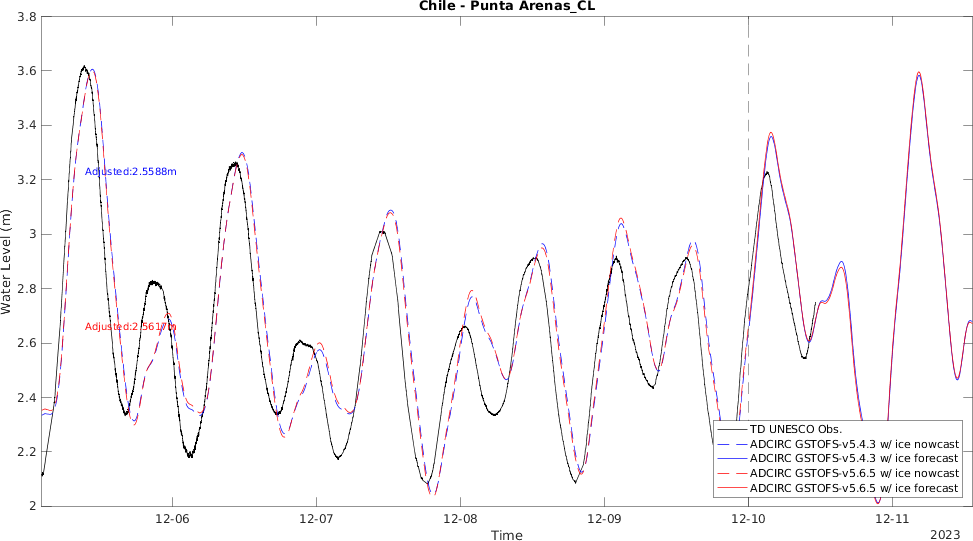 Chile - Punta Arenas_CL
3.8
3.6
3.4
3.2
3
2.8
2.6
2.4
2.2
2
Water Level (m)
Adjusted:2.5588m
Adjusted:2.5617m
TD UNESCO Obs.
ADCIRC GSTOFS-v5.4.3 w/ ice nowcast
ADCIRC GSTOFS-v5.4.3 w/ ice forecast
ADCIRC GSTOFS-v5.6.5 w/ ice nowcast
ADCIRC GSTOFS-v5.6.5 w/ ice forecast
12-06
12-07
12-08
12-09
12-10
12-11
Time
2023